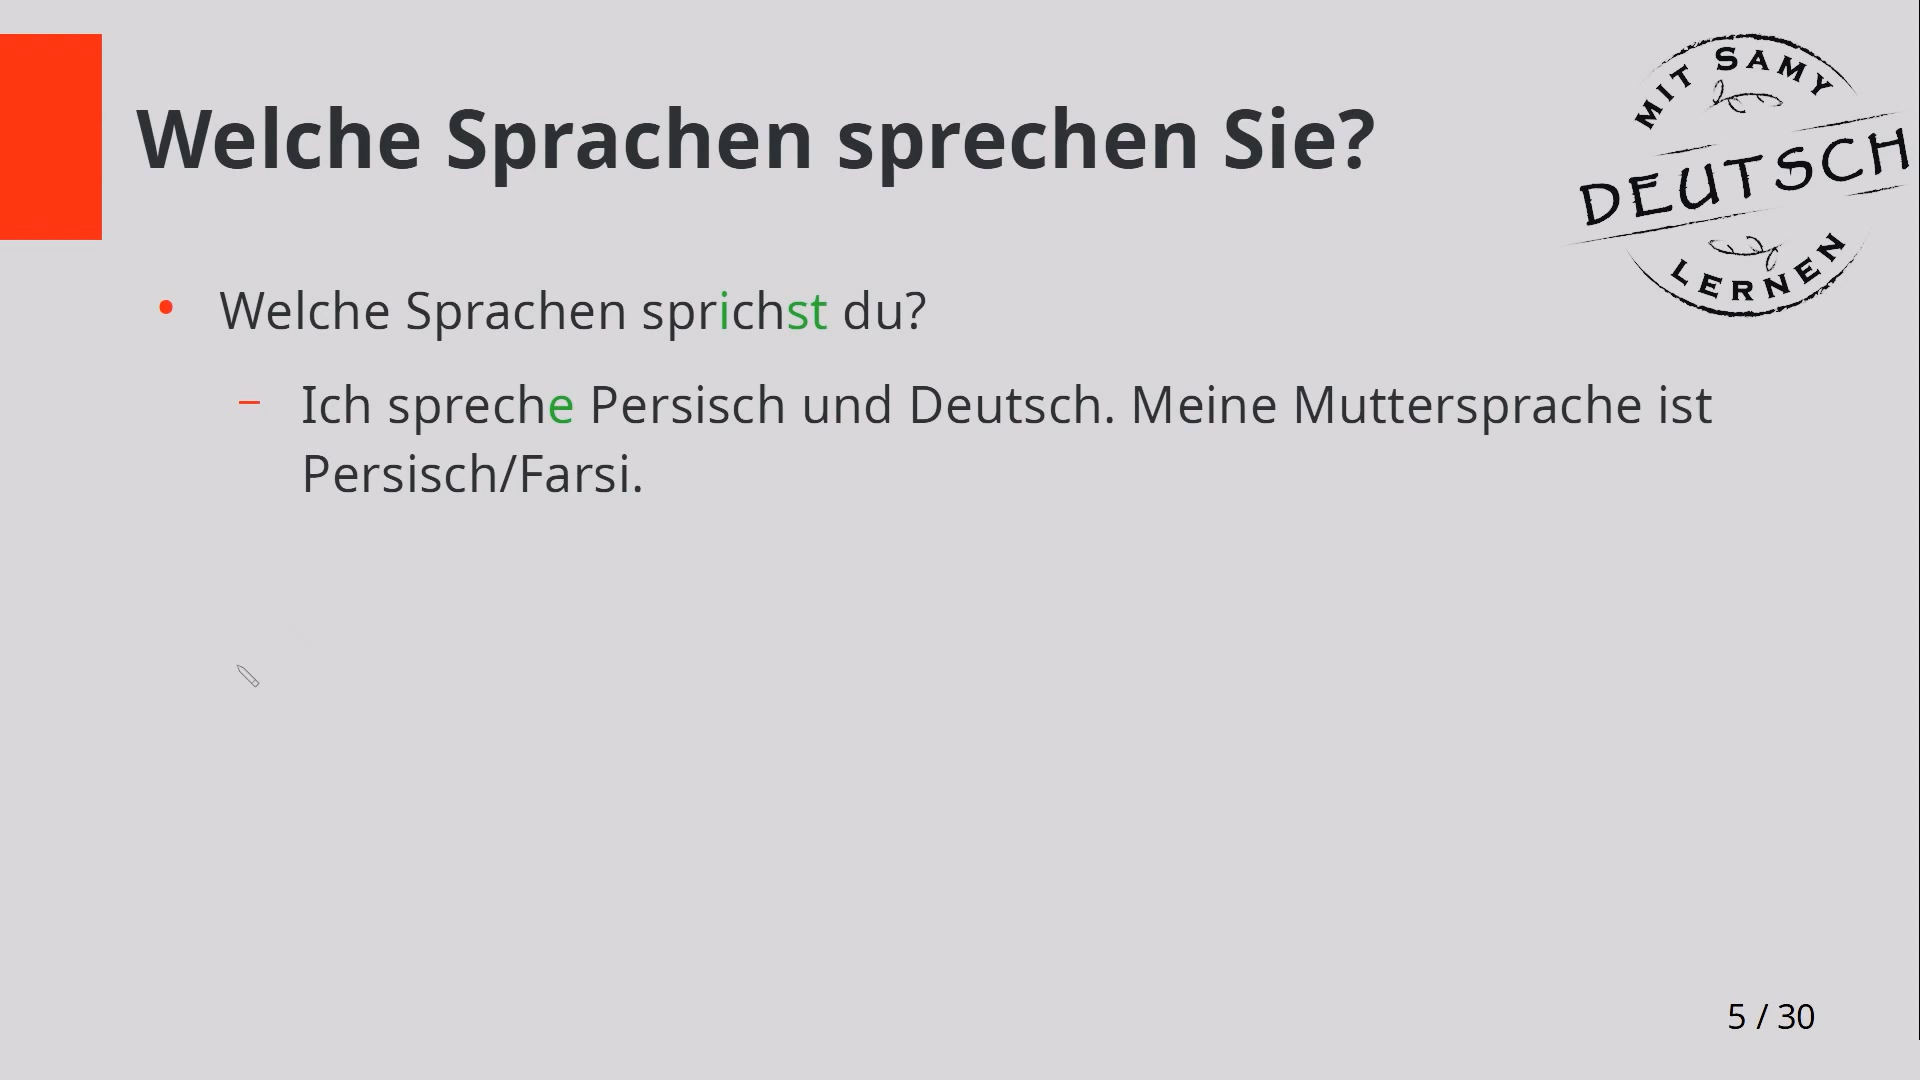 Welche Sprachen sprechen Sie?
MIT SAMY
DEUTSCH
LERNEN
• Welche Sprachen sprichst du?
– Ich spreche Persisch und Deutsch. Meine Muttersprache ist
Persisch/Farsi.
5 / 30